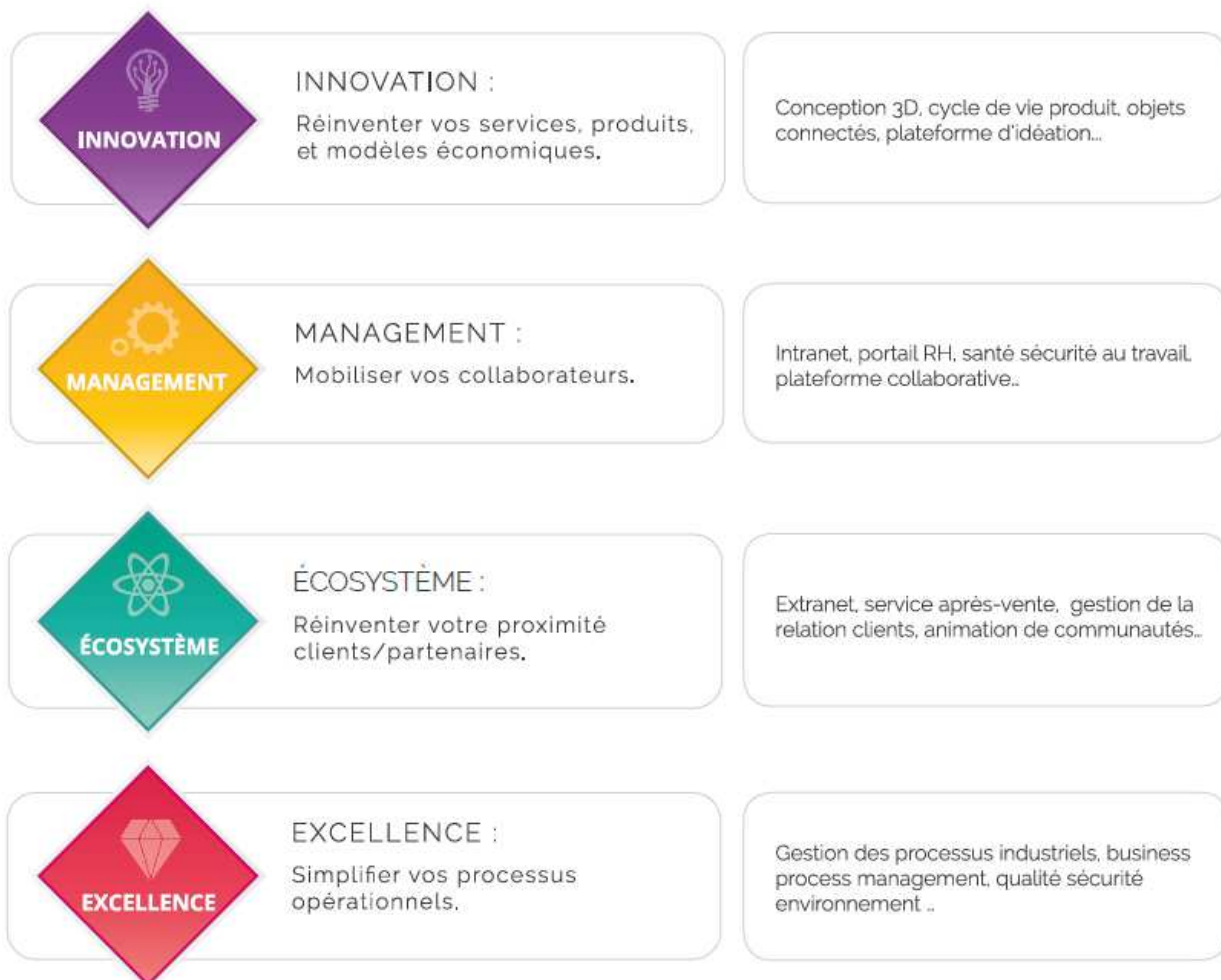 INNOVATION
INNOVATION :
Réinventer vos services, produits,
et modèles économiques.
Conception 3D, cycle de vie produit, objets
connectés, plateforme d'idéation...
MANAGEMENT
MANAGEMENT :
Mobiliser vos collaborateurs.
Intranet, portail RH, santé sécurité au travail,
plateforme collaborative...
ÉCOSYSTÈME
ÉCOSYSTÈME :
Réinventer votre proximité
clients/partenaires.
Extranet, service après-vente, gestion de la
relation clients, animation de communautés...
EXCELLENCE
EXCELLENCE :
Simplifier vos processus
opérationnels.
Gestion des processus industriels, business
process management, qualité sécurité
environnement ...